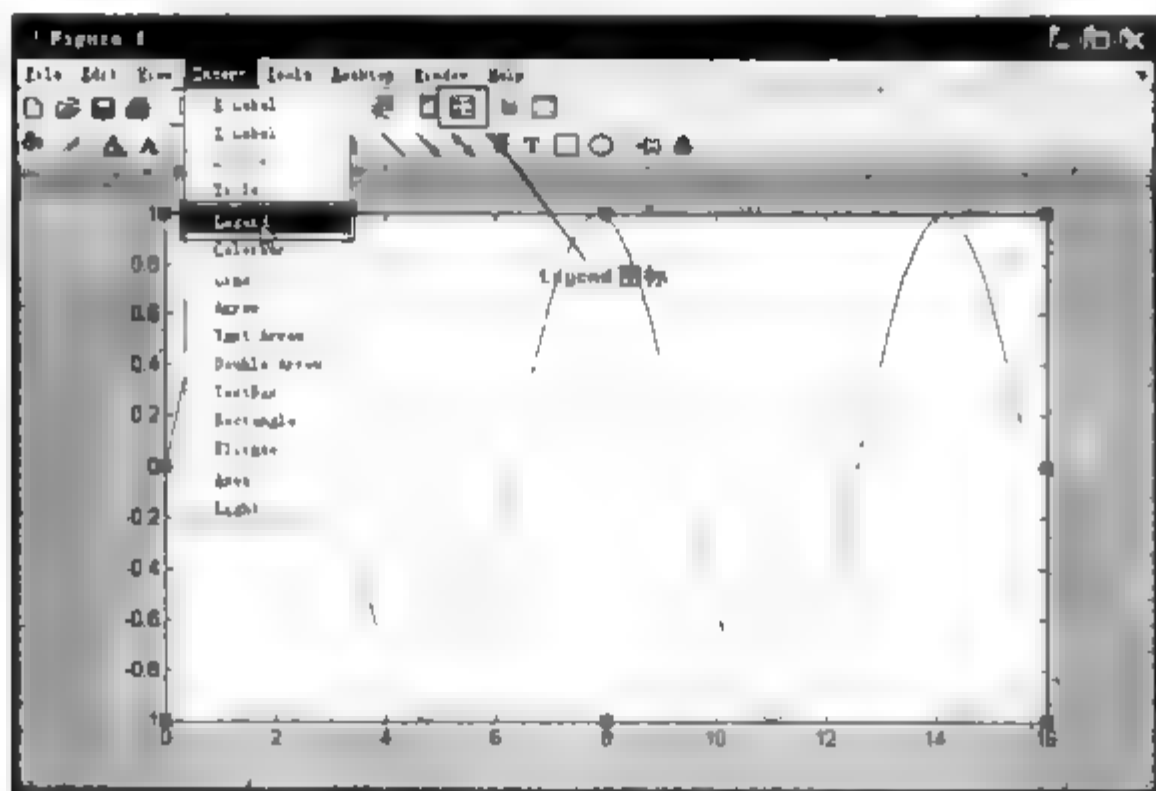 Figure 1
File Edit View Insert Tools Desktop Window Help
X Label
Title
Legend
Colorbar
Line
Arrow
Text Arrow
Double Arrow
TextBox
Rectangle
Ellipse
Axes
Light
T
Legend
1
0.8
0.6
0.4
0.2
0
-0.2
-0.4
-0.6
-0.8
0 2 4 6 8 10 12 14 16